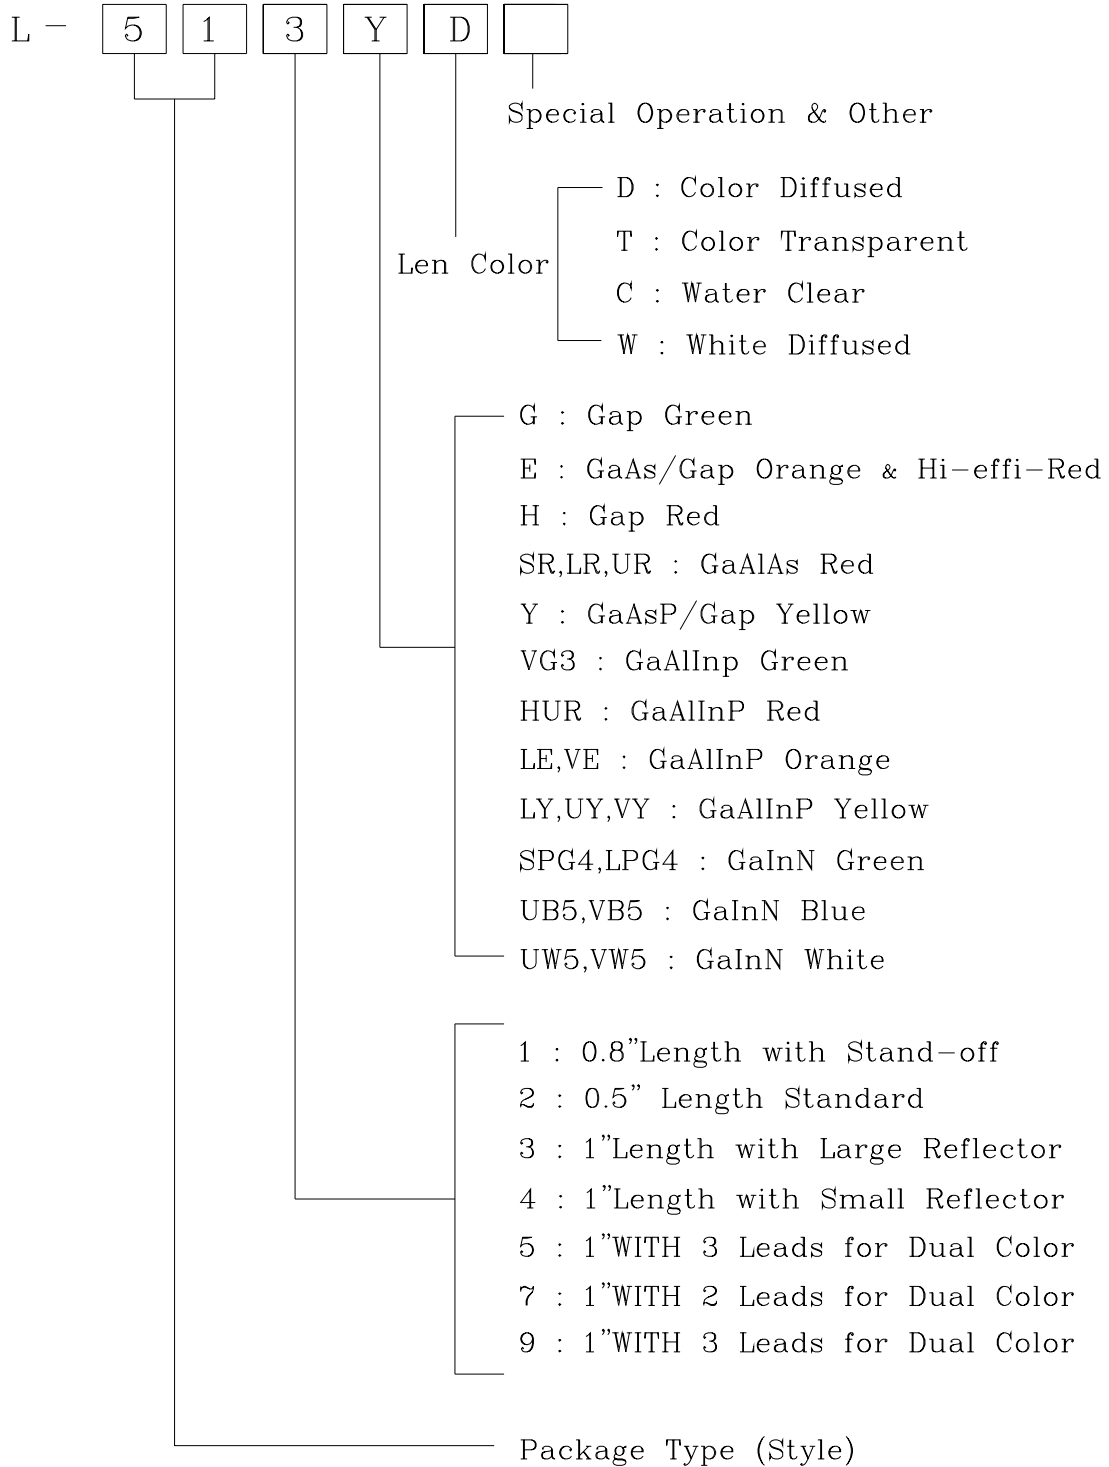 L - 5 1 3 Y D
Special Operation & Other
D : Color Diffused
T : Color Transparent
Len Color
C : Water Clear
W : White Diffused
G : Gap Green
E : GaAs/Gap Orange & Hi-effi-Red
H : Gap Red
SR,LR,UR : GaAlAs Red
Y : GaAsP/Gap Yellow
VG3 : GaAlInp Green
HUR : GaAlInP Red
LE,VE : GaAlInP Orange
LY,UY,VY : GaAlInP Yellow
SPG4,LPG4 : GaInN Green
UB5,VB5 : GaInN Blue
UW5,VW5 : GaInN White
1 : 0.8”Length with Stand-off
2 : 0.5” Length Standard
3 : 1”Length with Large Reflector
4 : 1”Length with Small Reflector
5 : 1”WITH 3 Leads for Dual Color
7 : 1”WITH 2 Leads for Dual Color
9 : 1”WITH 3 Leads for Dual Color
Package Type (Style)